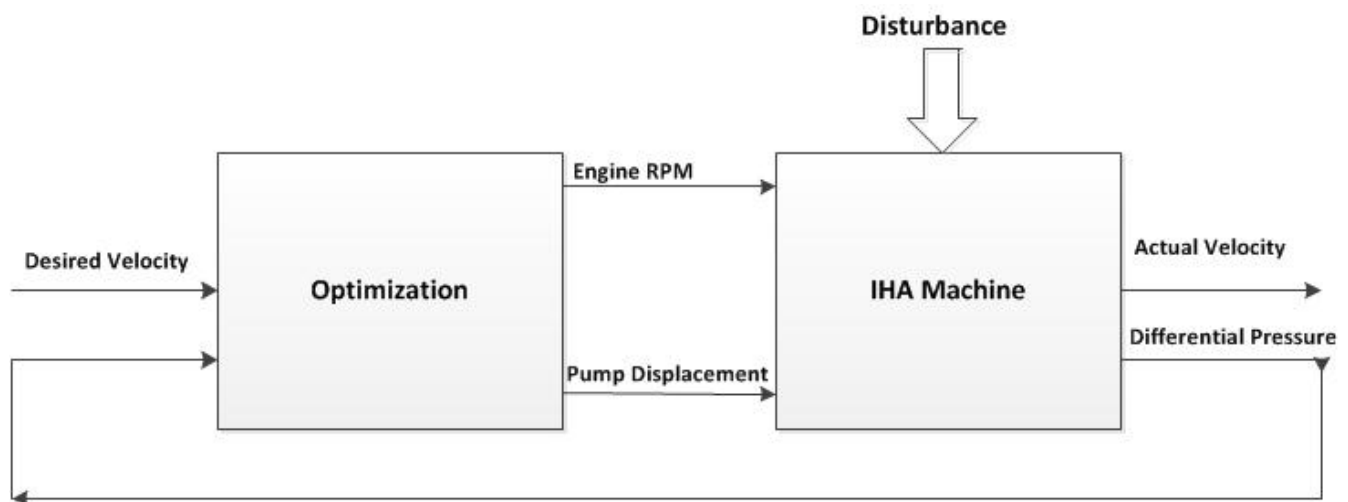 Disturbance
Engine RPM
Desired Velocity
Optimization
IHA Machine
Actual Velocity
Differential Pressure
Pump Displacement